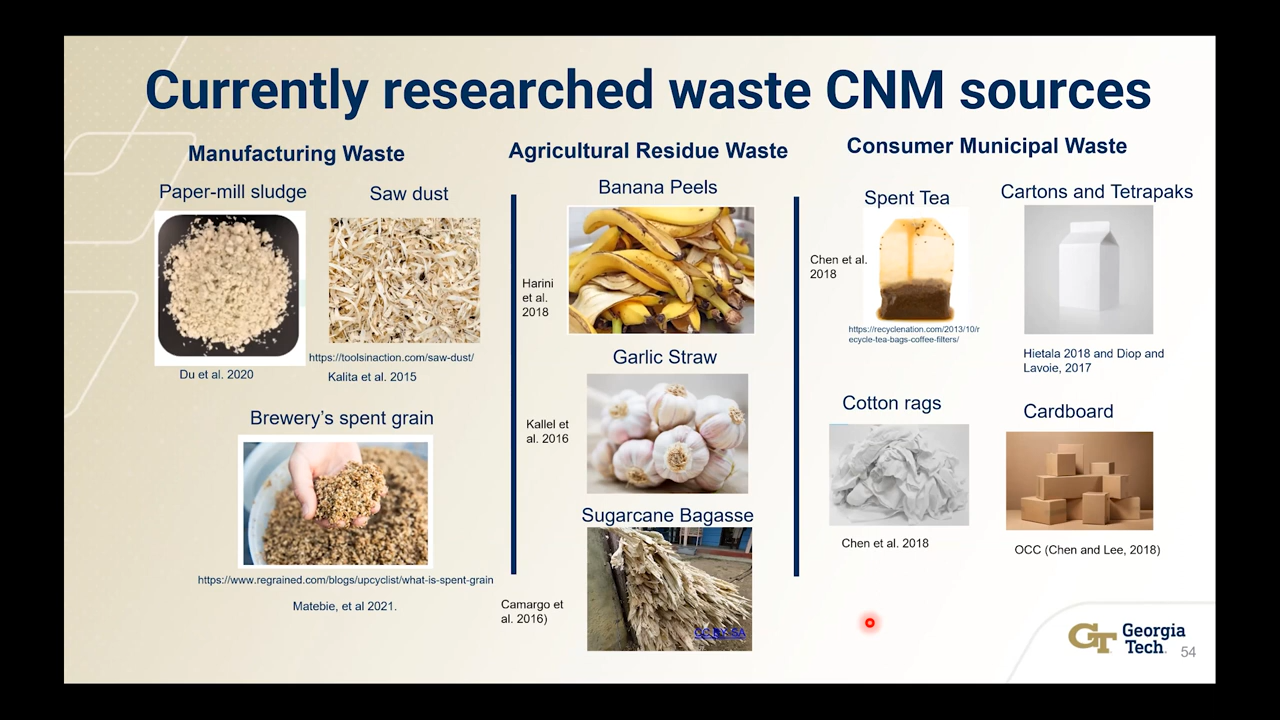 Currently researched waste CNM sources
Manufacturing Waste
Paper-mill sludge
Saw dust
https://toolsinaction.com/saw-dust/
Du et al. 2020
Kalita et al. 2015
Brewery's spent grain
https://www.regrained.com/blogs/upcyclist/what-is-spent-grain
Matebie, et al 2021.
Agricultural Residue Waste
Banana Peels
Harini
et al.
2018
Garlic Straw
Kallel et
al. 2016
Sugarcane Bagasse
Camargo et
al. 2016)
CC BY-SA
Consumer Municipal Waste
Spent Tea
Chen et al.
2018
https://recyclenation.com/2013/10/r
ecycle-tea-bags-coffee-filters/
Cartons and Tetrapaks
Hietala 2018 and Diop and
Lavoie, 2017
Cotton rags
Chen et al. 2018
Cardboard
OCC (Chen and Lee, 2018)
GT
Georgia
Tech
54